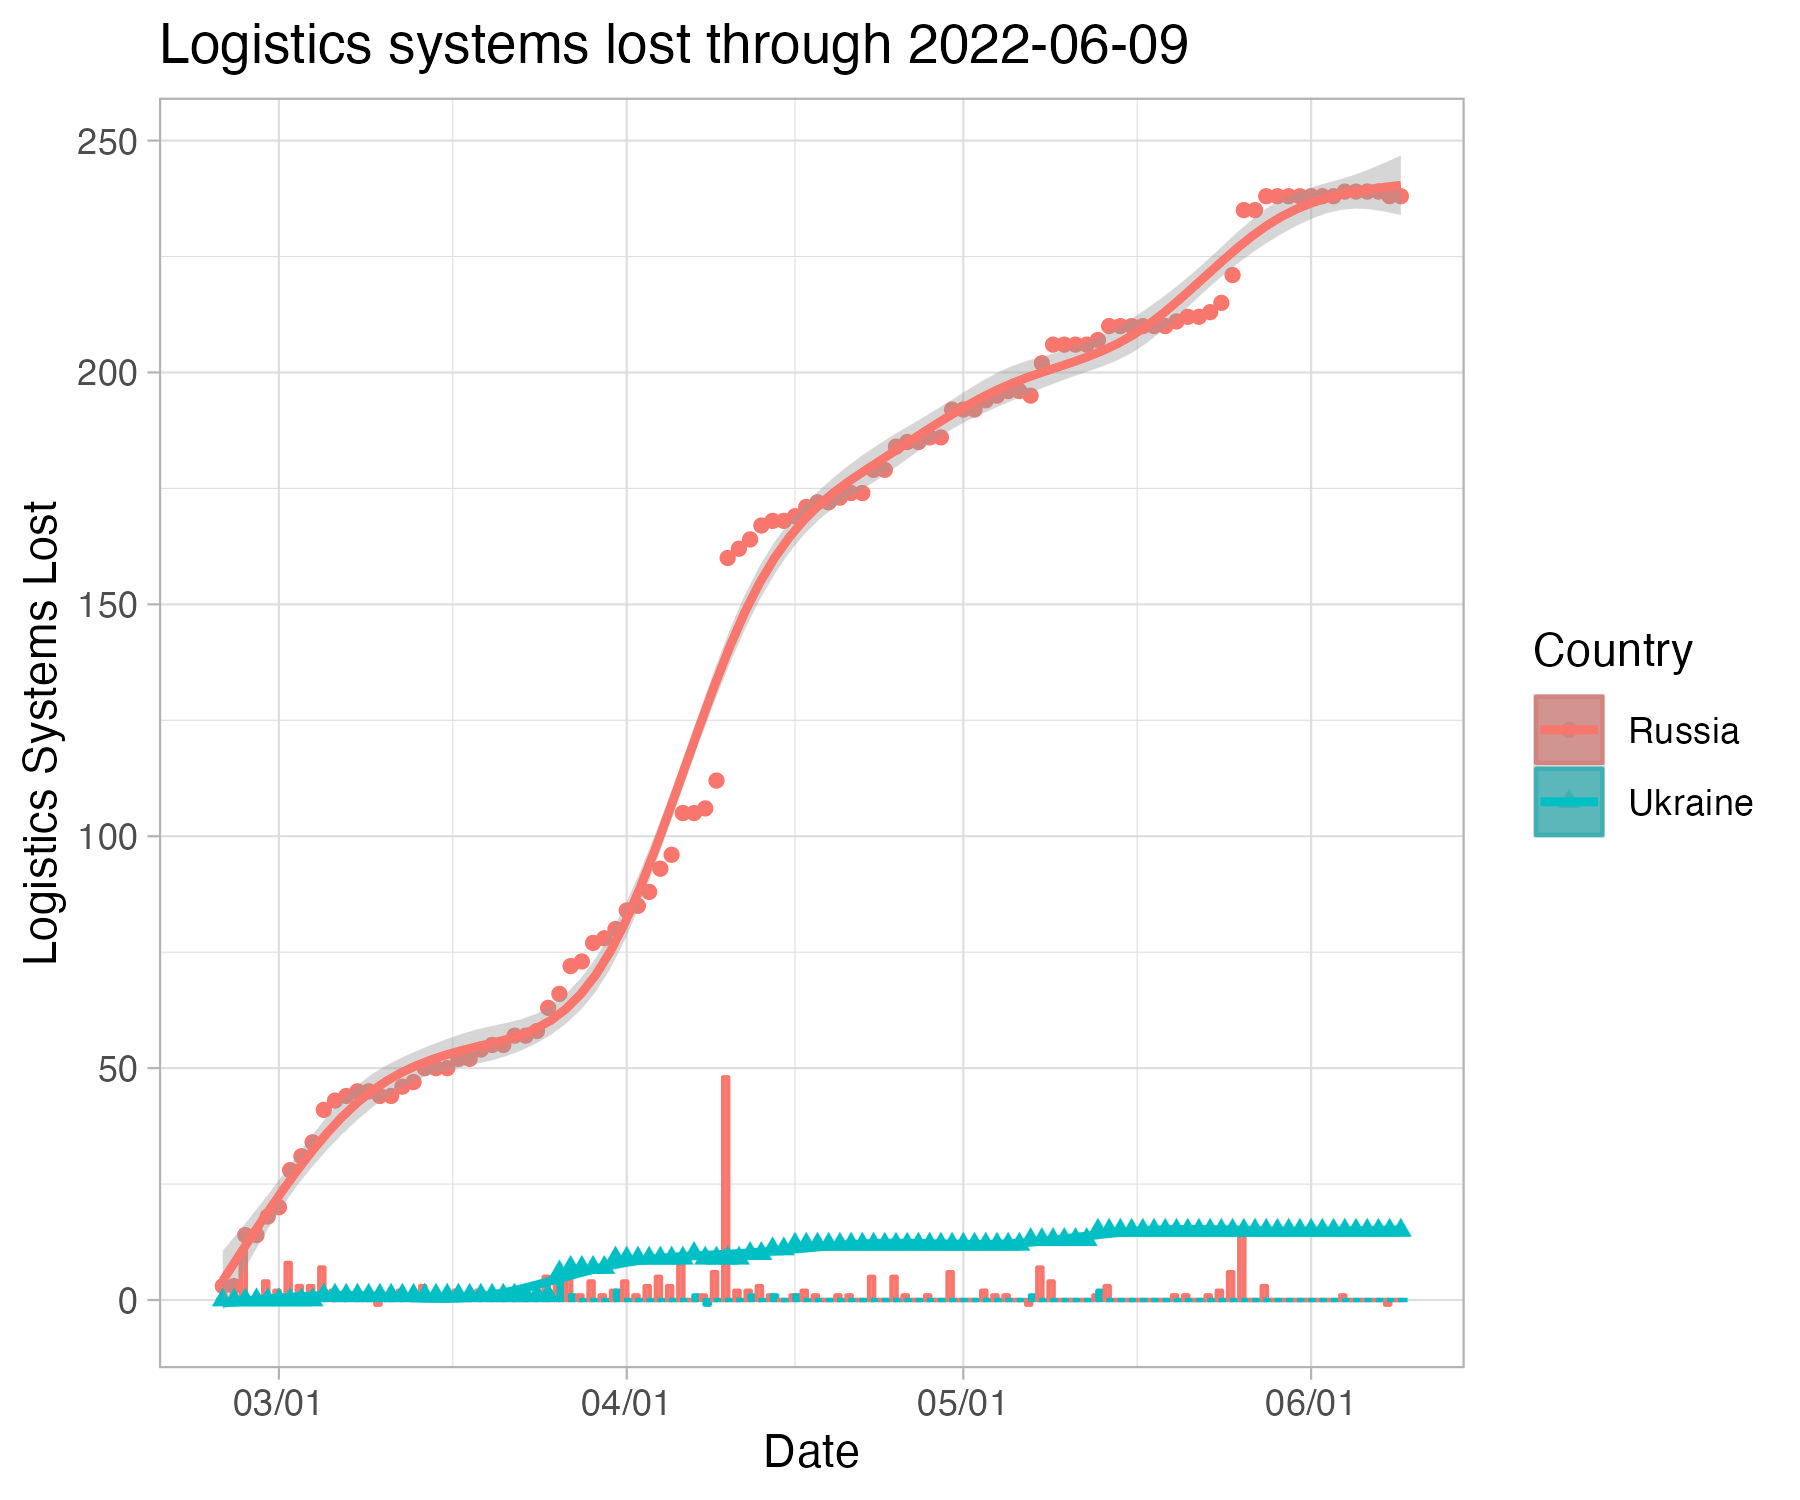 Logistics systems lost through 2022-06-09
Logistics Systems Lost
250
200
150
100
50
0
03/01
04/01
05/01
06/01
Date
Country
Russia
Ukraine